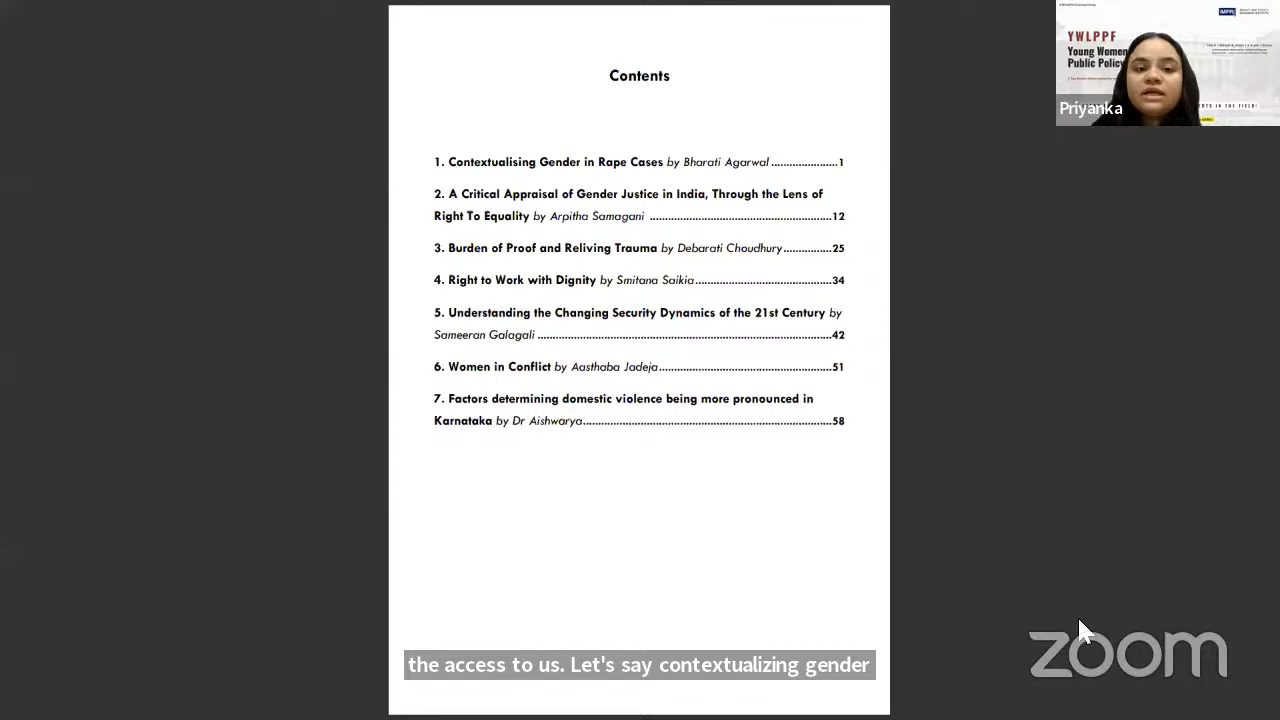 Contents
1. Contextualising Gender in Rape Cases by Bharati Agarwal ......................1
2. A Critical Appraisal of Gender Justice in India, Through the Lens of
Right To Equality by Arpitha Samagani ............................................................12
3. Burden of Proof and Reliving Trauma by Debarati Choudhury................25
4. Right to Work with Dignity by Smitana Saikia.............................................34
5. Understanding the Changing Security Dynamics of the 21st Century by
Sameeran Galagali .................................................................................................42
6. Women in Conflict by Aasthaba Jadeja.........................................................51
7. Factors determining domestic violence being more pronounced in
Karnataka by Dr Aishwarya..................................................................................58
the access to us. Let's say contextualizing gender
IMPRI
YWLPPF
Young Women
Public Policy
Priyanka
IN THE FIELD!
zoom